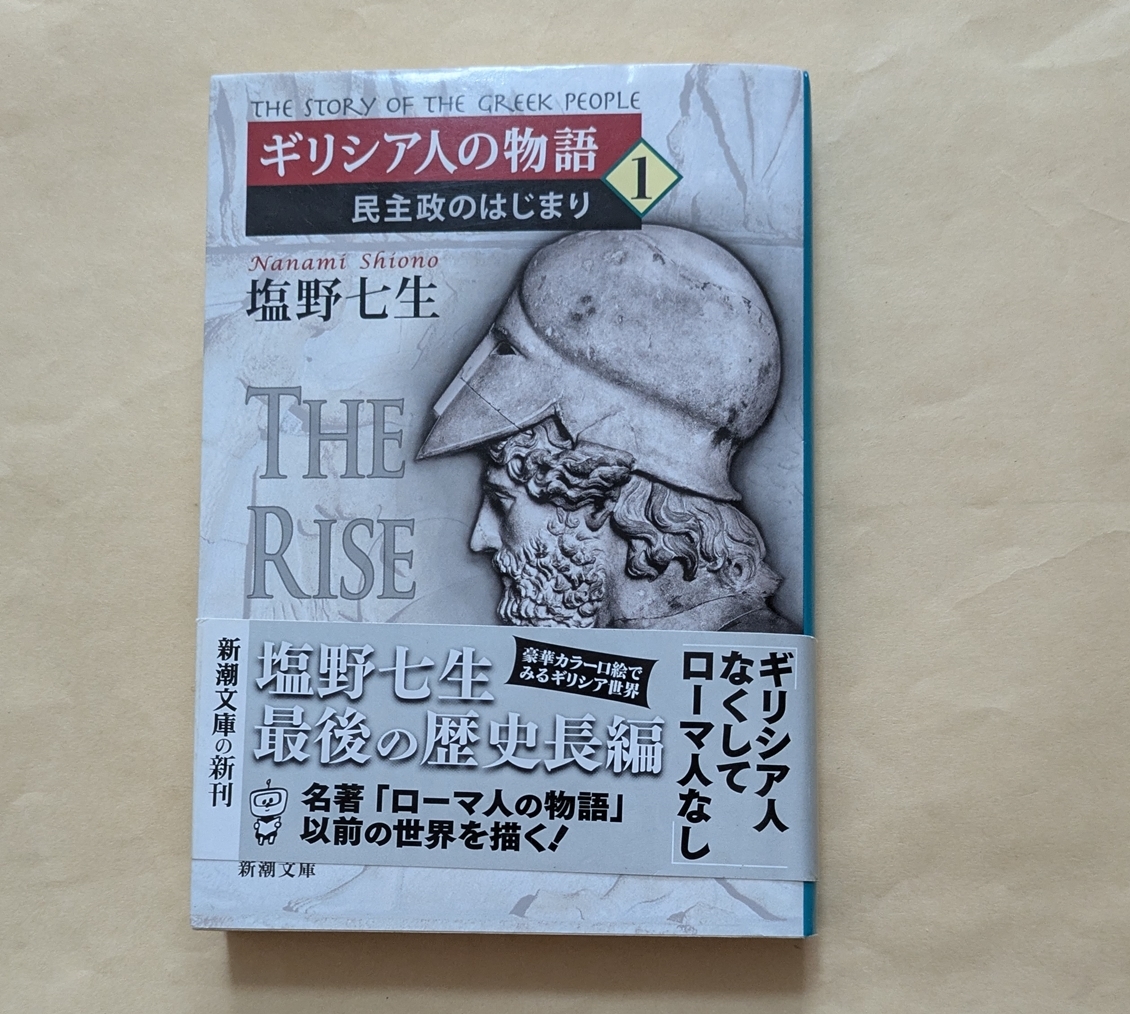 THE STORY OF THE GREEK PEOPLE
ギリシア人の物語
1
民主政のはじまり
Nanami Shiono
塩野七生
THE
RISE
新潮文庫の新刊
塩野七生
最後の歴史長編
豪華カラー口絵で
みるギリシア世界
名著「ローマ人の物語」
以前の世界を描く!
ギリシア人
なくして
ローマ人なし
新潮文庫